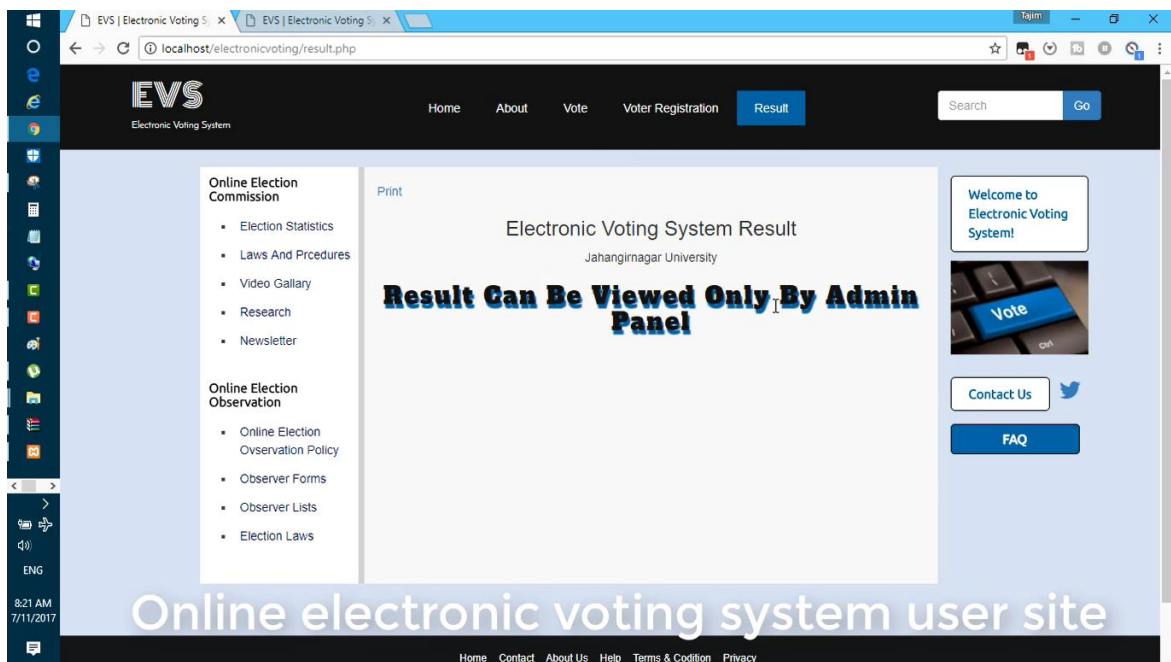 EVS | Electronic Voting S
EVS | Electronic Voting S
Tajim
localhost/electronicvoting/result.php
EVS
Electronic Voting System
Home About Vote Voter Registration Result
Search Go
Online Election
Commission
Election Statistics
Laws And Prcedures
Video Gallary
Research
Newsletter
Online Election
Observation
Online Election
Ovservation Policy
Observer Forms
Observer Lists
Election Laws
Print
Electronic Voting System Result
Jahangirnagar University
Result Can Be Viewed Only By Admin
Panel
Welcome to
Electronic Voting
System!
Vote
Ctrl
Contact Us
FAQ
ENG
8:21 AM
7/11/2017
Online electronic voting system user site
Home Contact About Us Help Terms & Codition Privacy